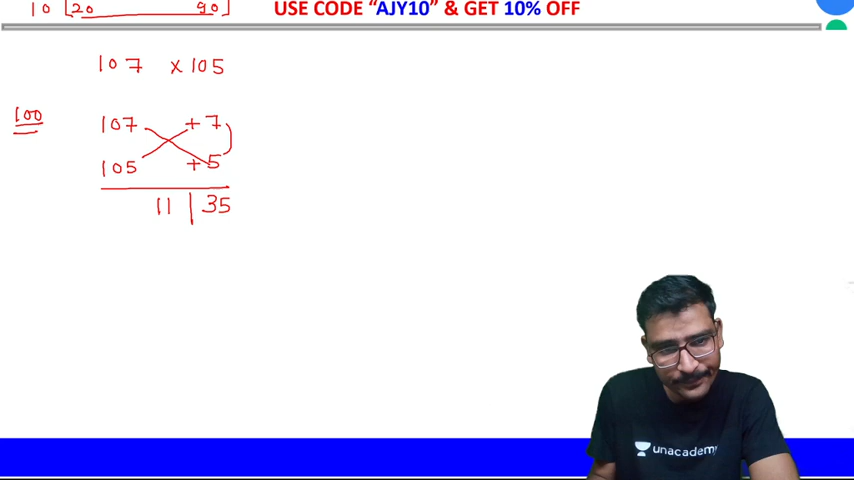 10 [20 90]
USE CODE "AJY10" & GET 10% OFF
107 x 105
100
107 + 7
105 + 5
11 | 35
unacademy